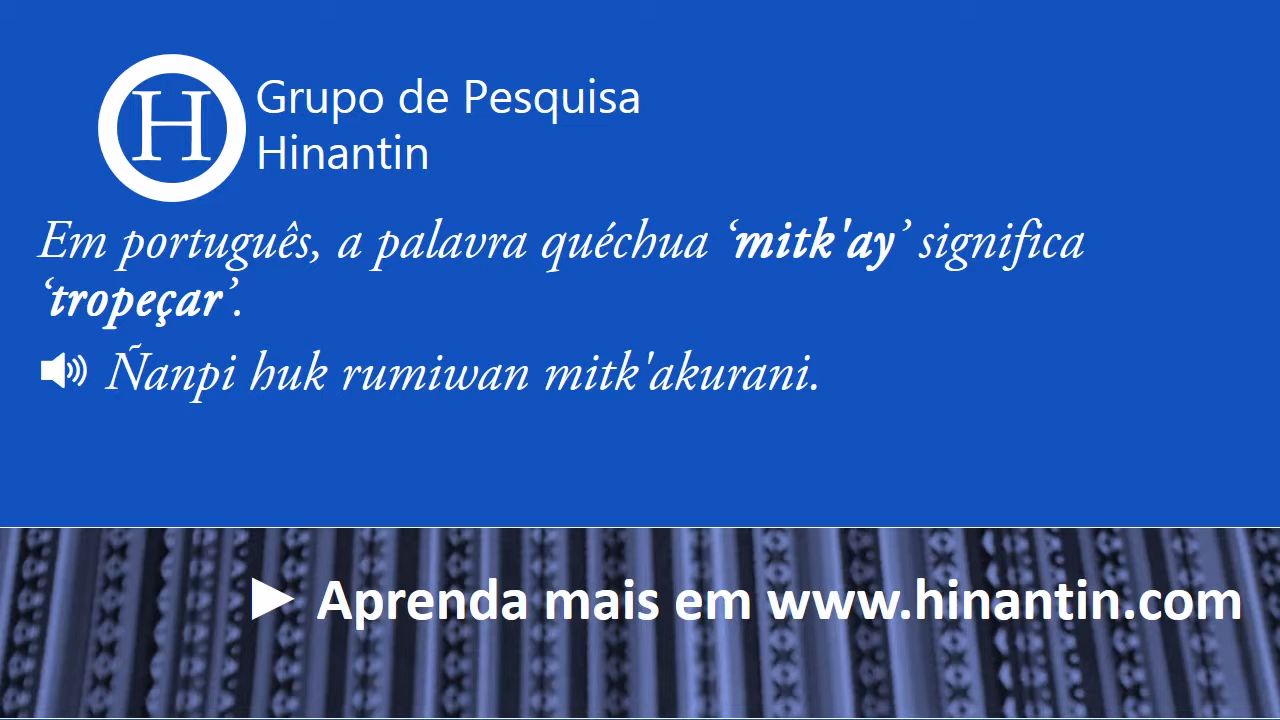 H
Grupo de Pesquisa
Hinantin
Em português, a palavra quéchua ‘mitk'ay’ significa
‘tropeçar’.
Ñanpi huk rumiwan mitk'akurani.
► Aprenda mais em www.hinantin.com